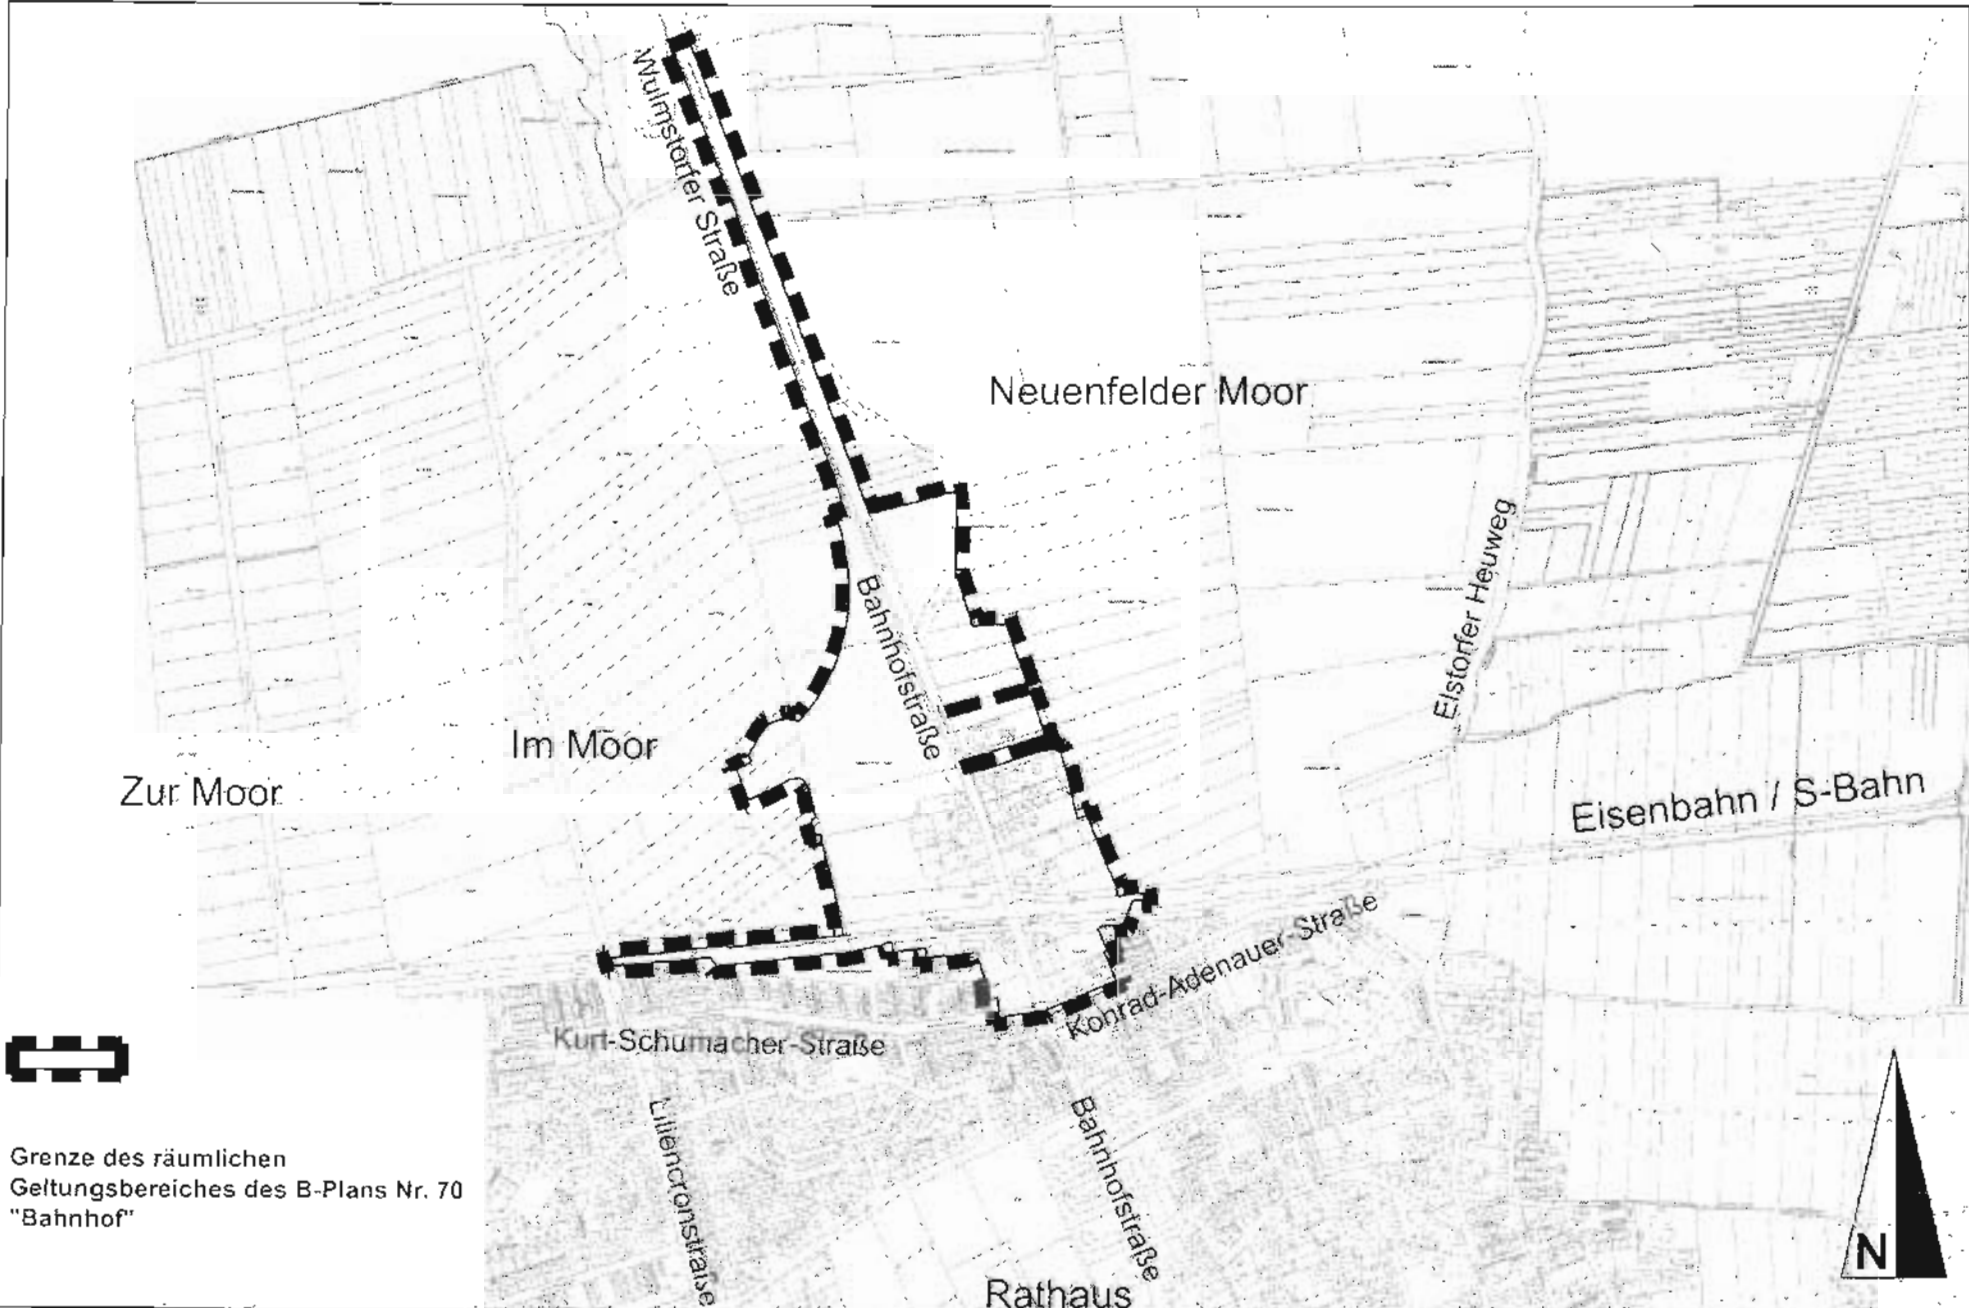 Wulmstorfer Straße
Neuenfelder Moor
Elstorfer Heuweg
Bahnhofstraße
Im Moor
Zur Moor
Eisenbahn / S-Bahn
Konrad-Adenauer-Straße
Kurt-Schumacher-Straße
Liliencronstraße
Bahnhofstraße
Rathaus
Grenze des räumlichen
Geltungsbereiches des B-Plans Nr. 70
"Bahnhof"
N